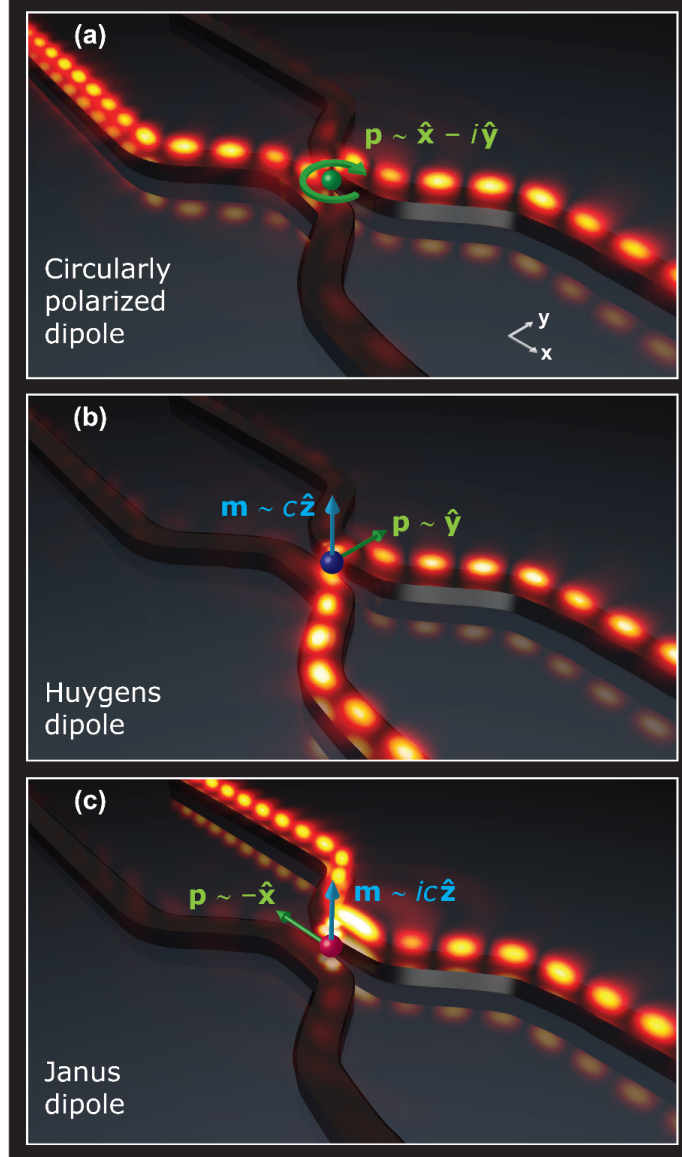 (a)
p ~ x̂ − iŷ
Circularly
polarized
dipole
y
x
(b)
m ~ cẑ
p ~ ŷ
Huygens
dipole
(c)
p ~ −x̂
m ~ icẑ
Janus
dipole